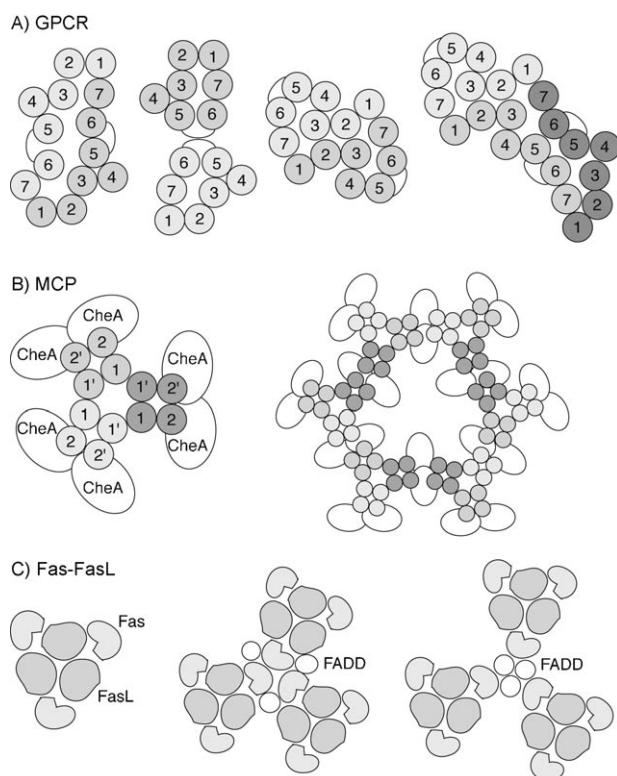 A) GPCR
2 1
4 3 7
5 6
6 5
7 3 4
1 2
2 1
4 3 7
5 6
6 5
7 3 4
1 2
5 4
6 3 2 1
7 7
1 2 3 6
4 5
5 4
6 3 2 1
7 7
1 2 3 6
4 5 5 4
6 3
7 2
1
B) MCP
CheA
CheA 2
2' 1 CheA
1' 1' 2'
1 1' 1 2
CheA 2 2' CheA
CheA
C) Fas-FasL
Fas
FasL
FADD
FADD